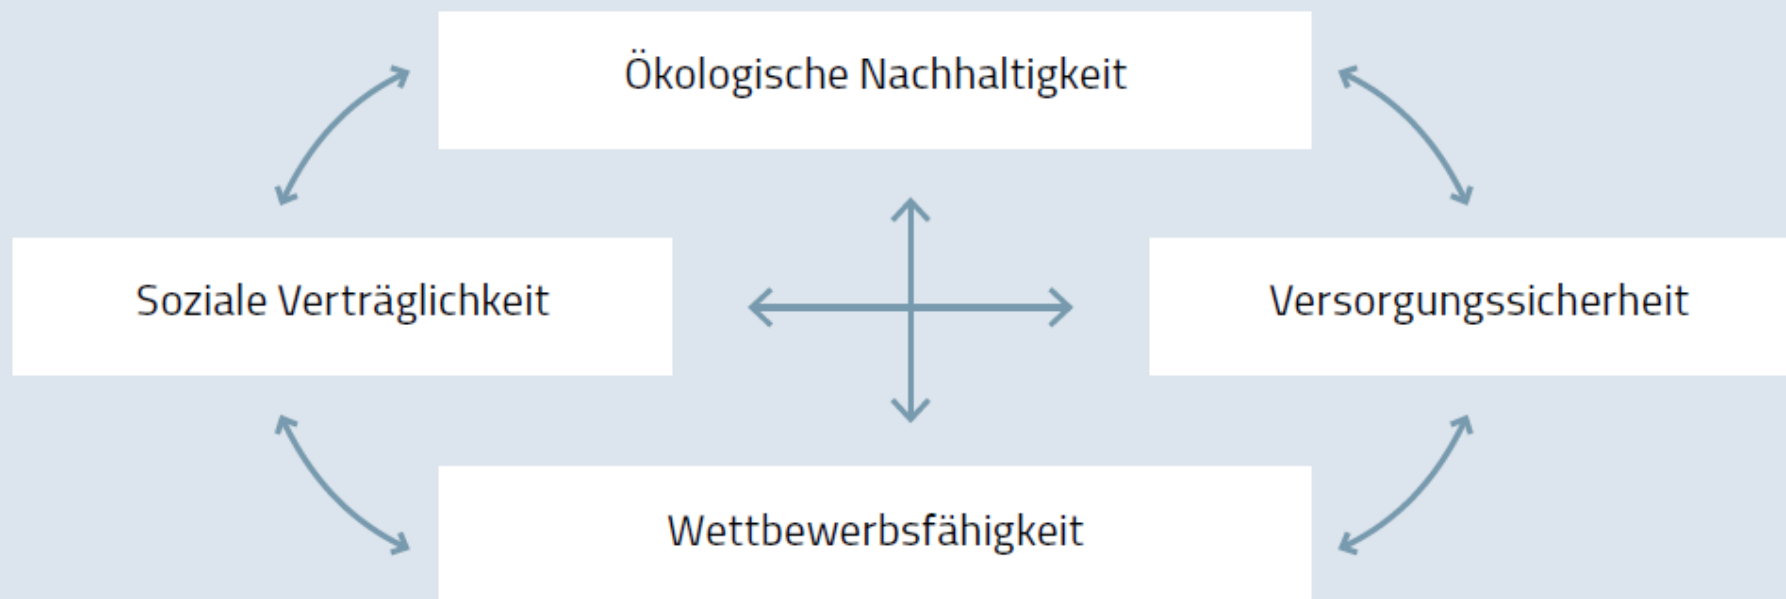 Ökologische Nachhaltigkeit
Soziale Verträglichkeit
Versorgungssicherheit
Wettbewerbsfähigkeit